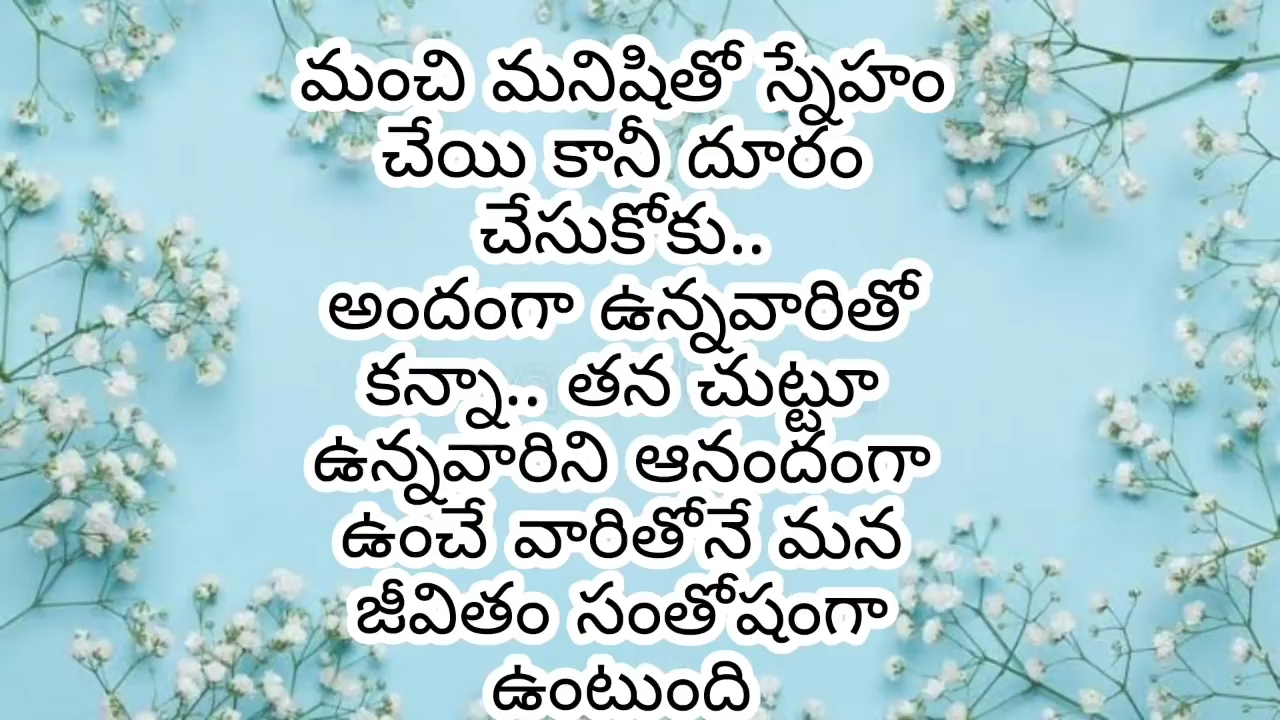 మంచి మనిషితో స్నేహం
చేయి కానీ దూరం
చేసుకోకు..
అందంగా ఉన్నవారితో
కన్నా.. తన చుట్టూ
ఉన్నవారిని ఆనందంగా
ఉంచే వారితోనే మన
జీవితం సంతోషంగా
ఉంటుంది